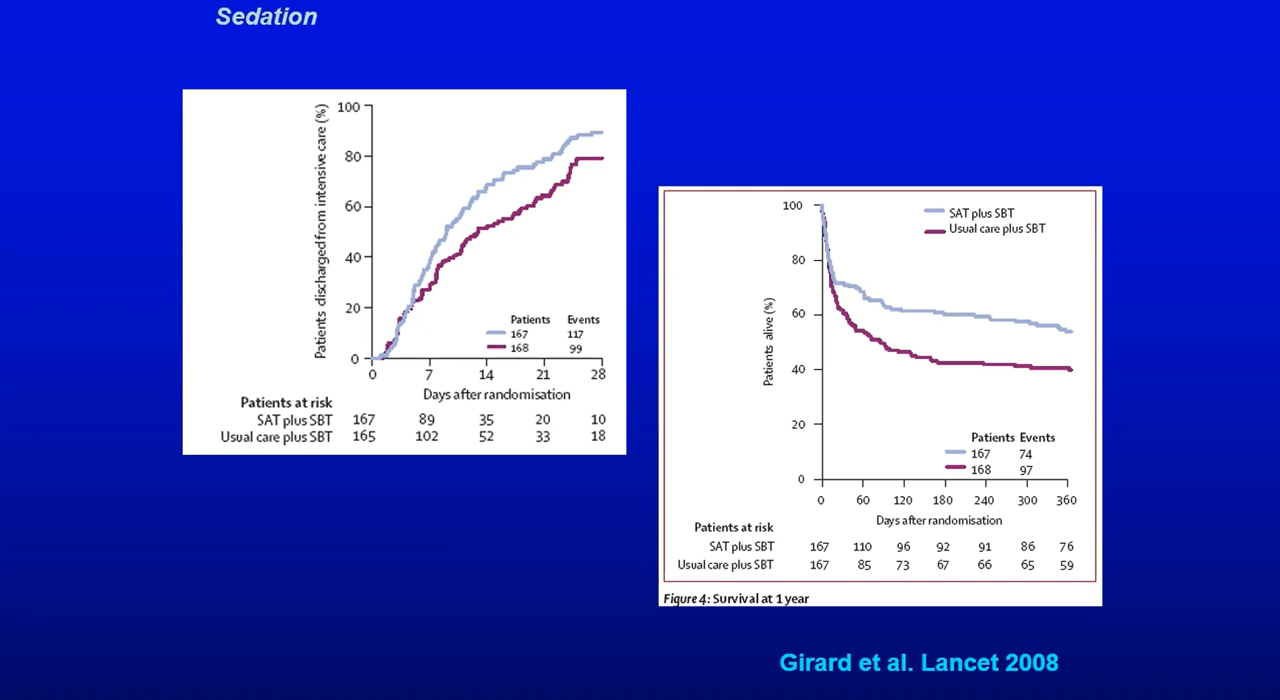 Sedation
Patients discharged from intensive care (%)
100
80
60
40
20
0
Patients Events
167 117
168 99
0 7 14 21 28
Days after randomisation
Patients at risk
SAT plus SBT 167 89 35 20 10
Usual care plus SBT 165 102 52 33 18
Patients alive (%)
100
80
60
40
20
0
SAT plus SBT
Usual care plus SBT
Patients Events
167 74
168 97
0 60 120 180 240 300 360
Days after randomisation
Patients at risk
SAT plus SBT 167 110 96 92 91 86 76
Usual care plus SBT 167 85 73 67 66 65 59
Figure 4: Survival at 1 year
Girard et al. Lancet 2008